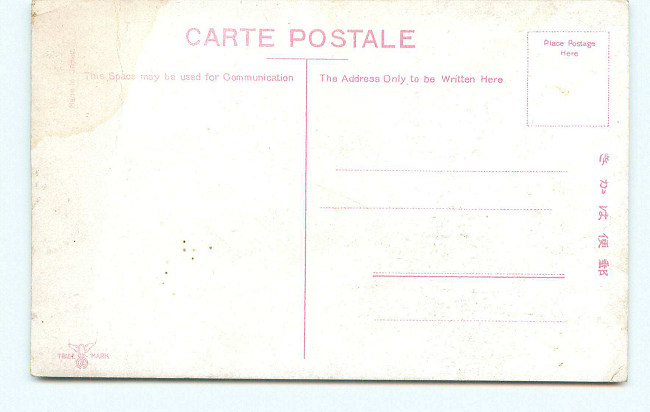 CARTE POSTALE
This Space may be used for Communication
The Address Only to be Written Here
Place Postage
Here
郵便はかき
TRADE MARK